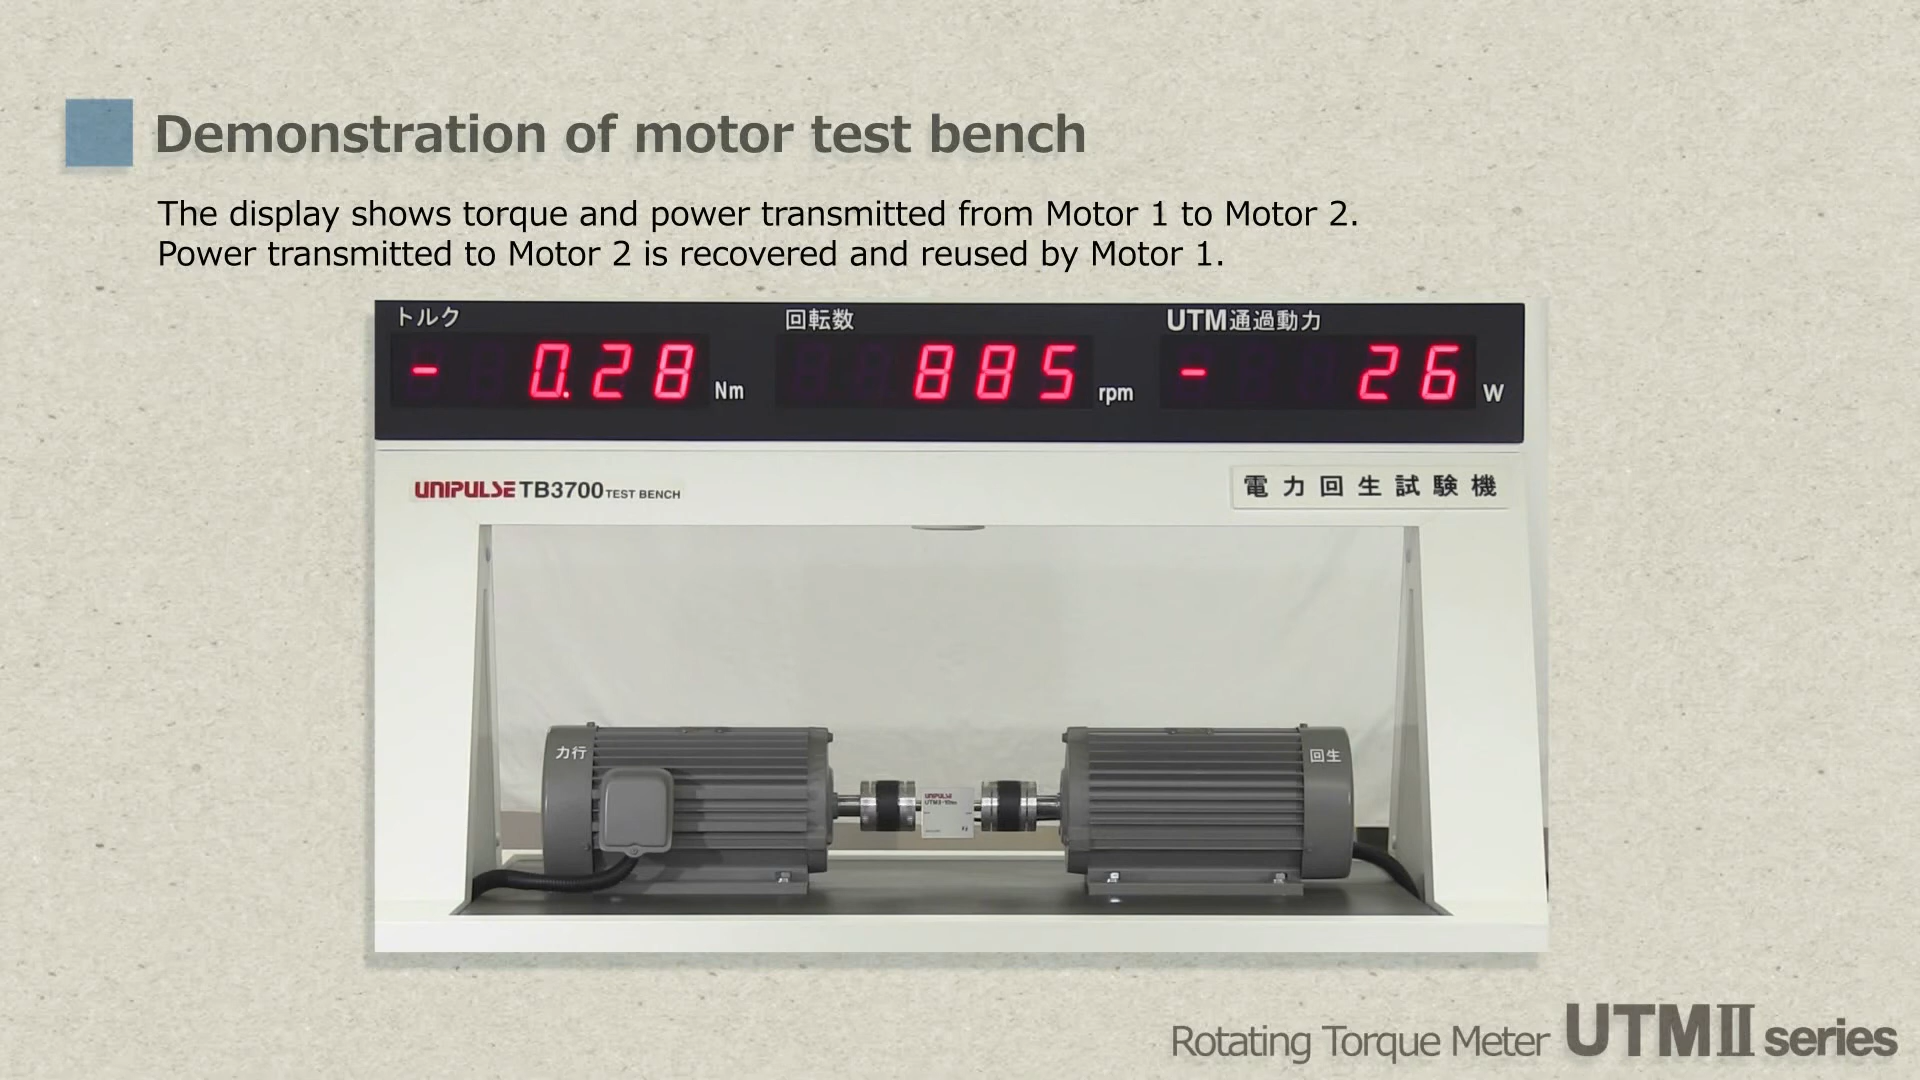 Demonstration of motor test bench
The display shows torque and power transmitted from Motor 1 to Motor 2.
Power transmitted to Motor 2 is recovered and reused by Motor 1.
トルク 回転数 UTM通過動力
- 0.28 Nm 885 rpm - 26 W
UNIPULSE TB3700 TEST BENCH 電力回生試験機
力行 回生
UNIPULSE
Rotating Torque Meter UTMⅡ series